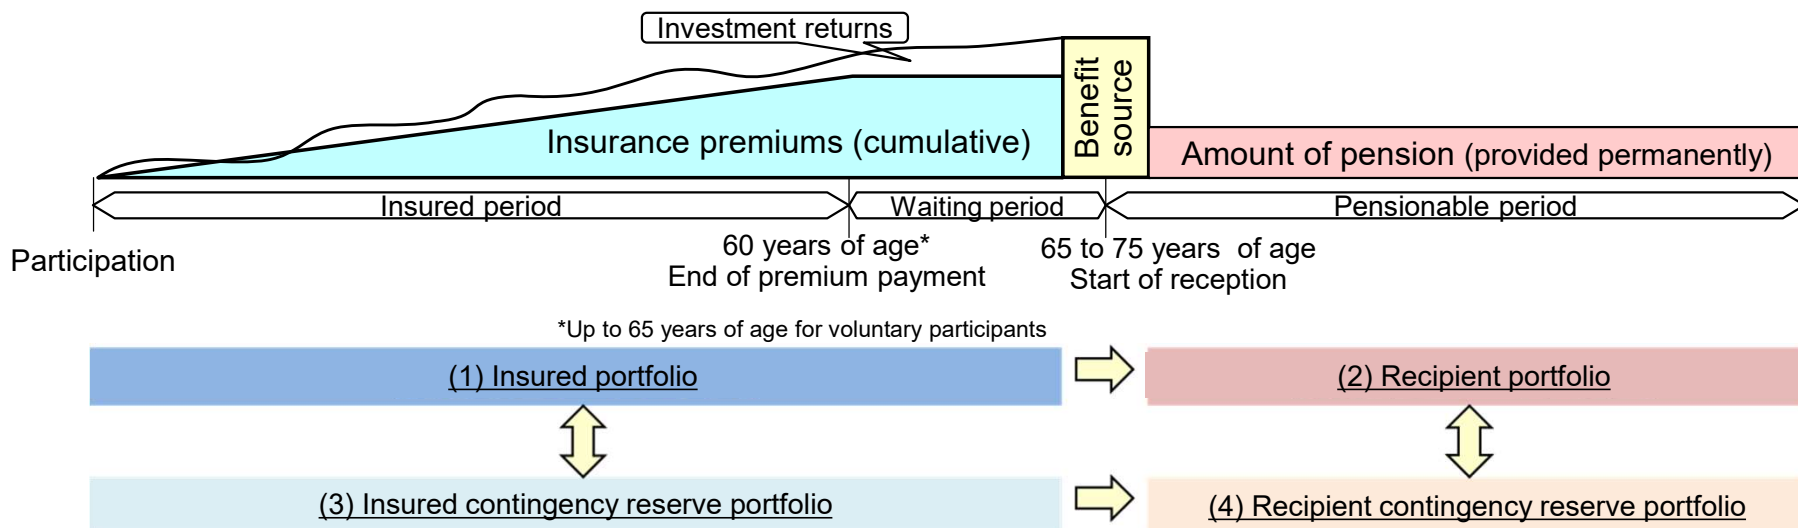 Investment returns
Benefit
source
Insurance premiums (cumulative)
Amount of pension (provided permanently)
Insured period
Waiting period
Pensionable period
Participation
60 years of age*
End of premium payment
65 to 75 years of age
Start of reception
*Up to 65 years of age for voluntary participants
(1) Insured portfolio
(2) Recipient portfolio
(3) Insured contingency reserve portfolio
(4) Recipient contingency reserve portfolio